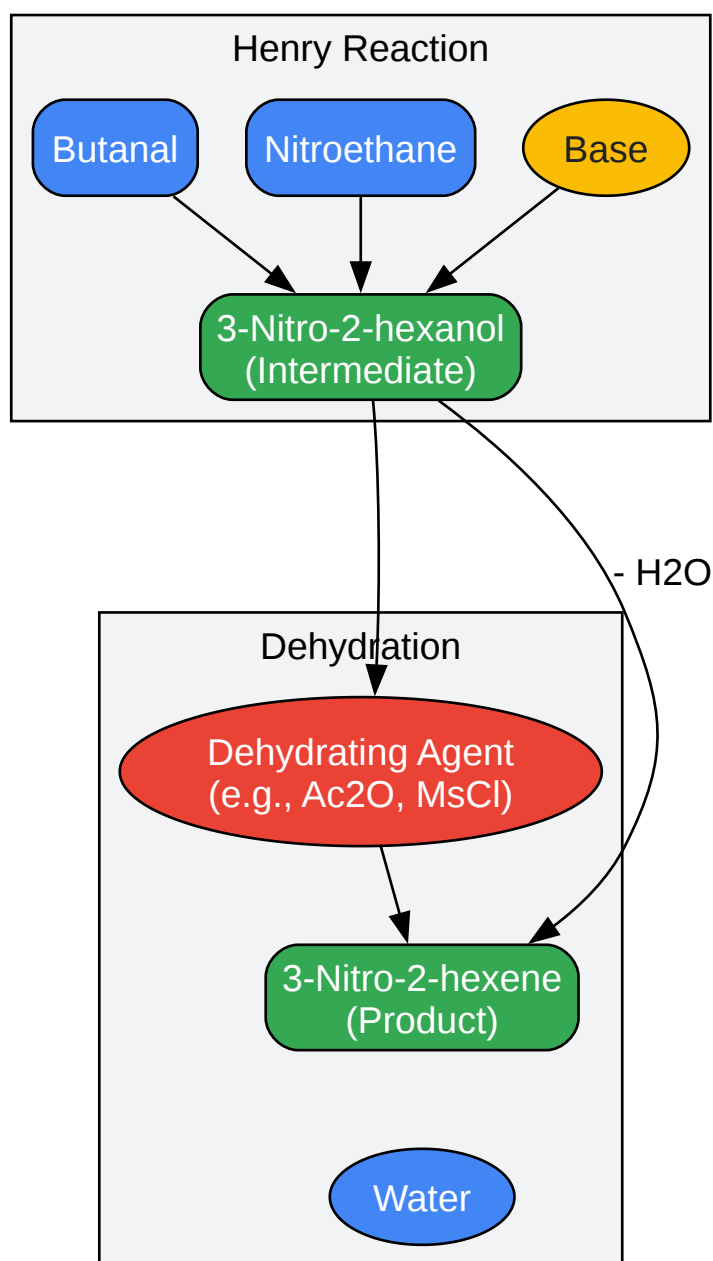 Henry Reaction
Butanal
Nitroethane
Base
3-Nitro-2-hexanol
(Intermediate)
- H2O
Dehydration
Dehydrating Agent
(e.g., Ac2O, MsCl)
3-Nitro-2-hexene
(Product)
Water